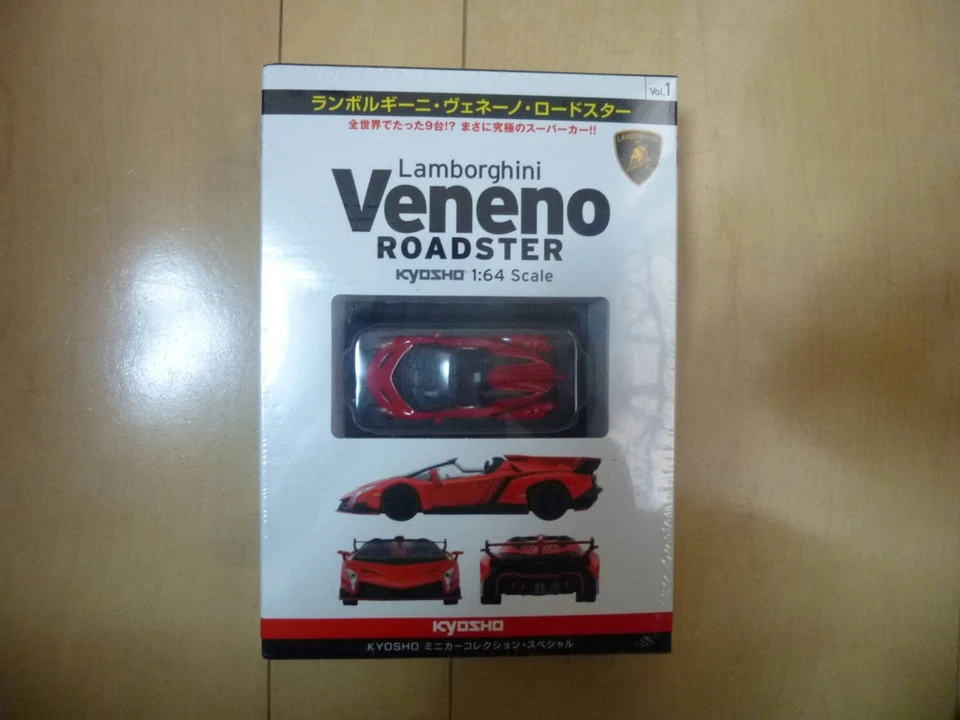 Vol.1
ランボルギーニ・ヴェネーノ・ロードスター
全世界でたった9台!? まさに究極のスーパーカー!!
LAMBORGHINI
Lamborghini
Veneno
ROADSTER
KYOSHO 1:64 Scale
KYOSHO
KYOSHO ミニカーコレクション・スペシャル